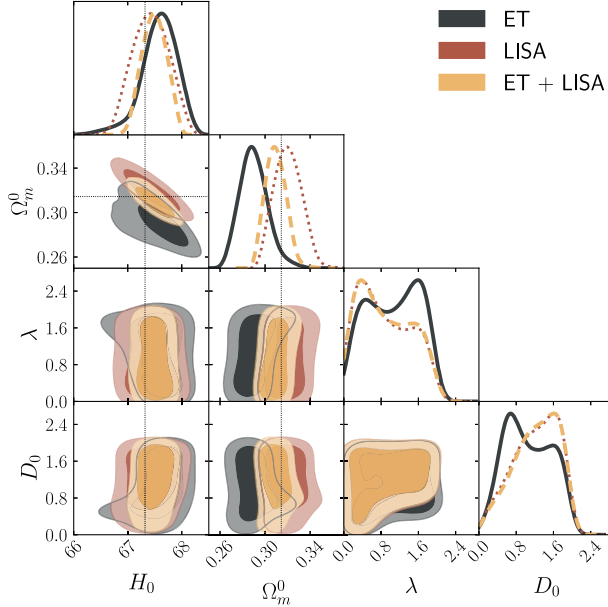 ET
LISA
ET + LISA
Ω_m^0
0.34
0.30
0.26
λ
2.4
1.6
0.8
0.0
D_0
2.4
1.6
0.8
0.0
66 67 68
0.26 0.30 0.34
0.0 0.8 1.6 2.4
0.0 0.8 1.6 2.4
H_0
Ω_m^0
λ
D_0